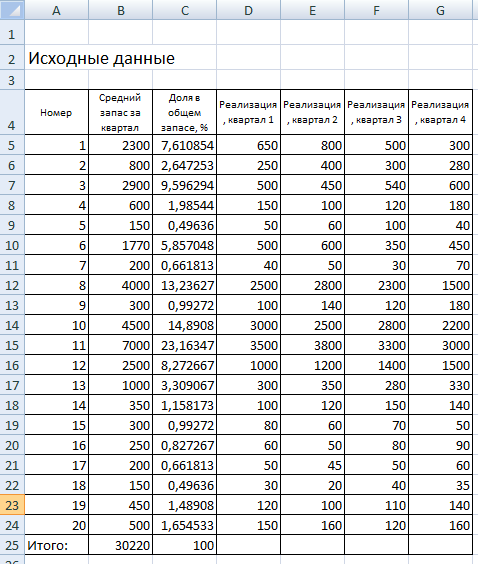 A B C D E F G
1
2 Исходные данные
3
Средний Доля в Реализация Реализация Реализация Реализация
Номер запас за общем , квартал 1 , квартал 2 , квартал 3 , квартал 4
4 квартал запасе, %
5 1 2300 7,610854 650 800 500 300
6 2 800 2,647253 250 400 300 280
7 3 2900 9,596294 500 450 540 600
8 4 600 1,98544 150 100 120 180
9 5 150 0,49636 50 60 100 40
10 6 1770 5,857048 500 600 350 450
11 7 200 0,661813 40 50 30 70
12 8 4000 13,23627 2500 2800 2300 1500
13 9 300 0,99272 100 140 120 180
14 10 4500 14,8908 3000 2500 2800 2200
15 11 7000 23,16347 3500 3800 3300 3000
16 12 2500 8,272667 1000 1200 1400 1500
17 13 1000 3,309067 300 350 280 330
18 14 350 1,158173 100 120 150 140
19 15 300 0,99272 80 60 70 50
20 16 250 0,827267 60 50 80 90
21 17 200 0,661813 50 45 50 60
22 18 150 0,49636 30 20 40 35
23 19 450 1,48908 120 100 110 140
24 20 500 1,654533 150 160 120 160
25 Итого: 30220 100